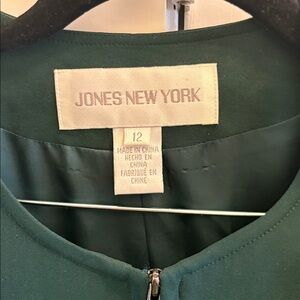 JONES NEW YORK
12
MADE IN CHINA
HECHO EN
CHINA
FABRIQUÉ EN
CHINE